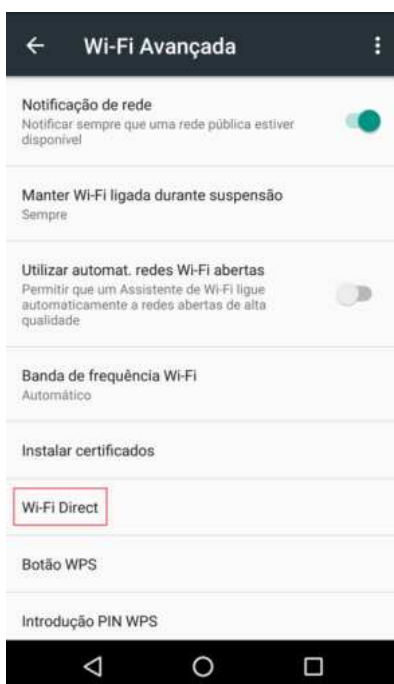 Wi-Fi Avançada
Notificação de rede
Notificar sempre que uma rede pública estiver
disponível
Manter Wi-Fi ligada durante suspensão
Sempre
Utilizar automat. redes Wi-Fi abertas
Permitir que um Assistente de Wi-Fi ligue
automaticamente a redes abertas de alta
qualidade
Banda de frequência Wi-Fi
Automático
Instalar certificados
Wi-Fi Direct
Botão WPS
Introdução PIN WPS